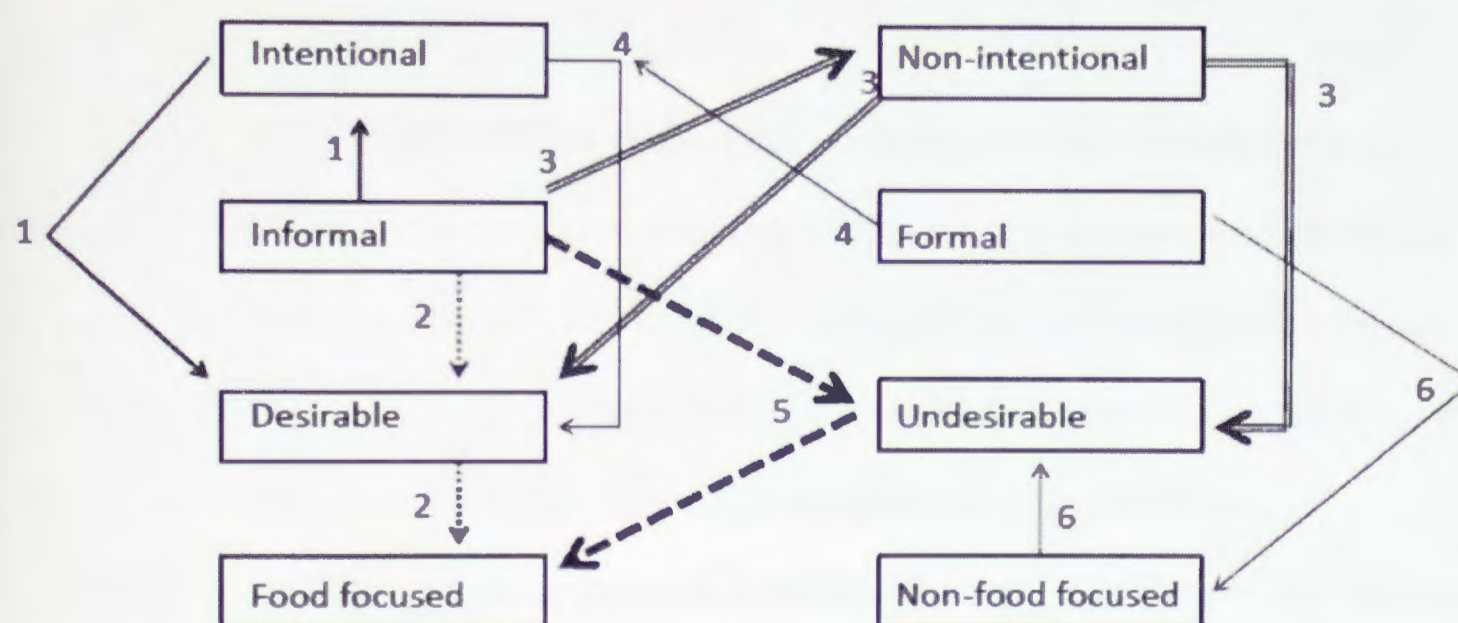 Intentional
4
Non-intentional
3
3
1
3
1
Informal
4
Formal
2
6
Desirable
5
Undesirable
2
6
Food focused
Non-food focused